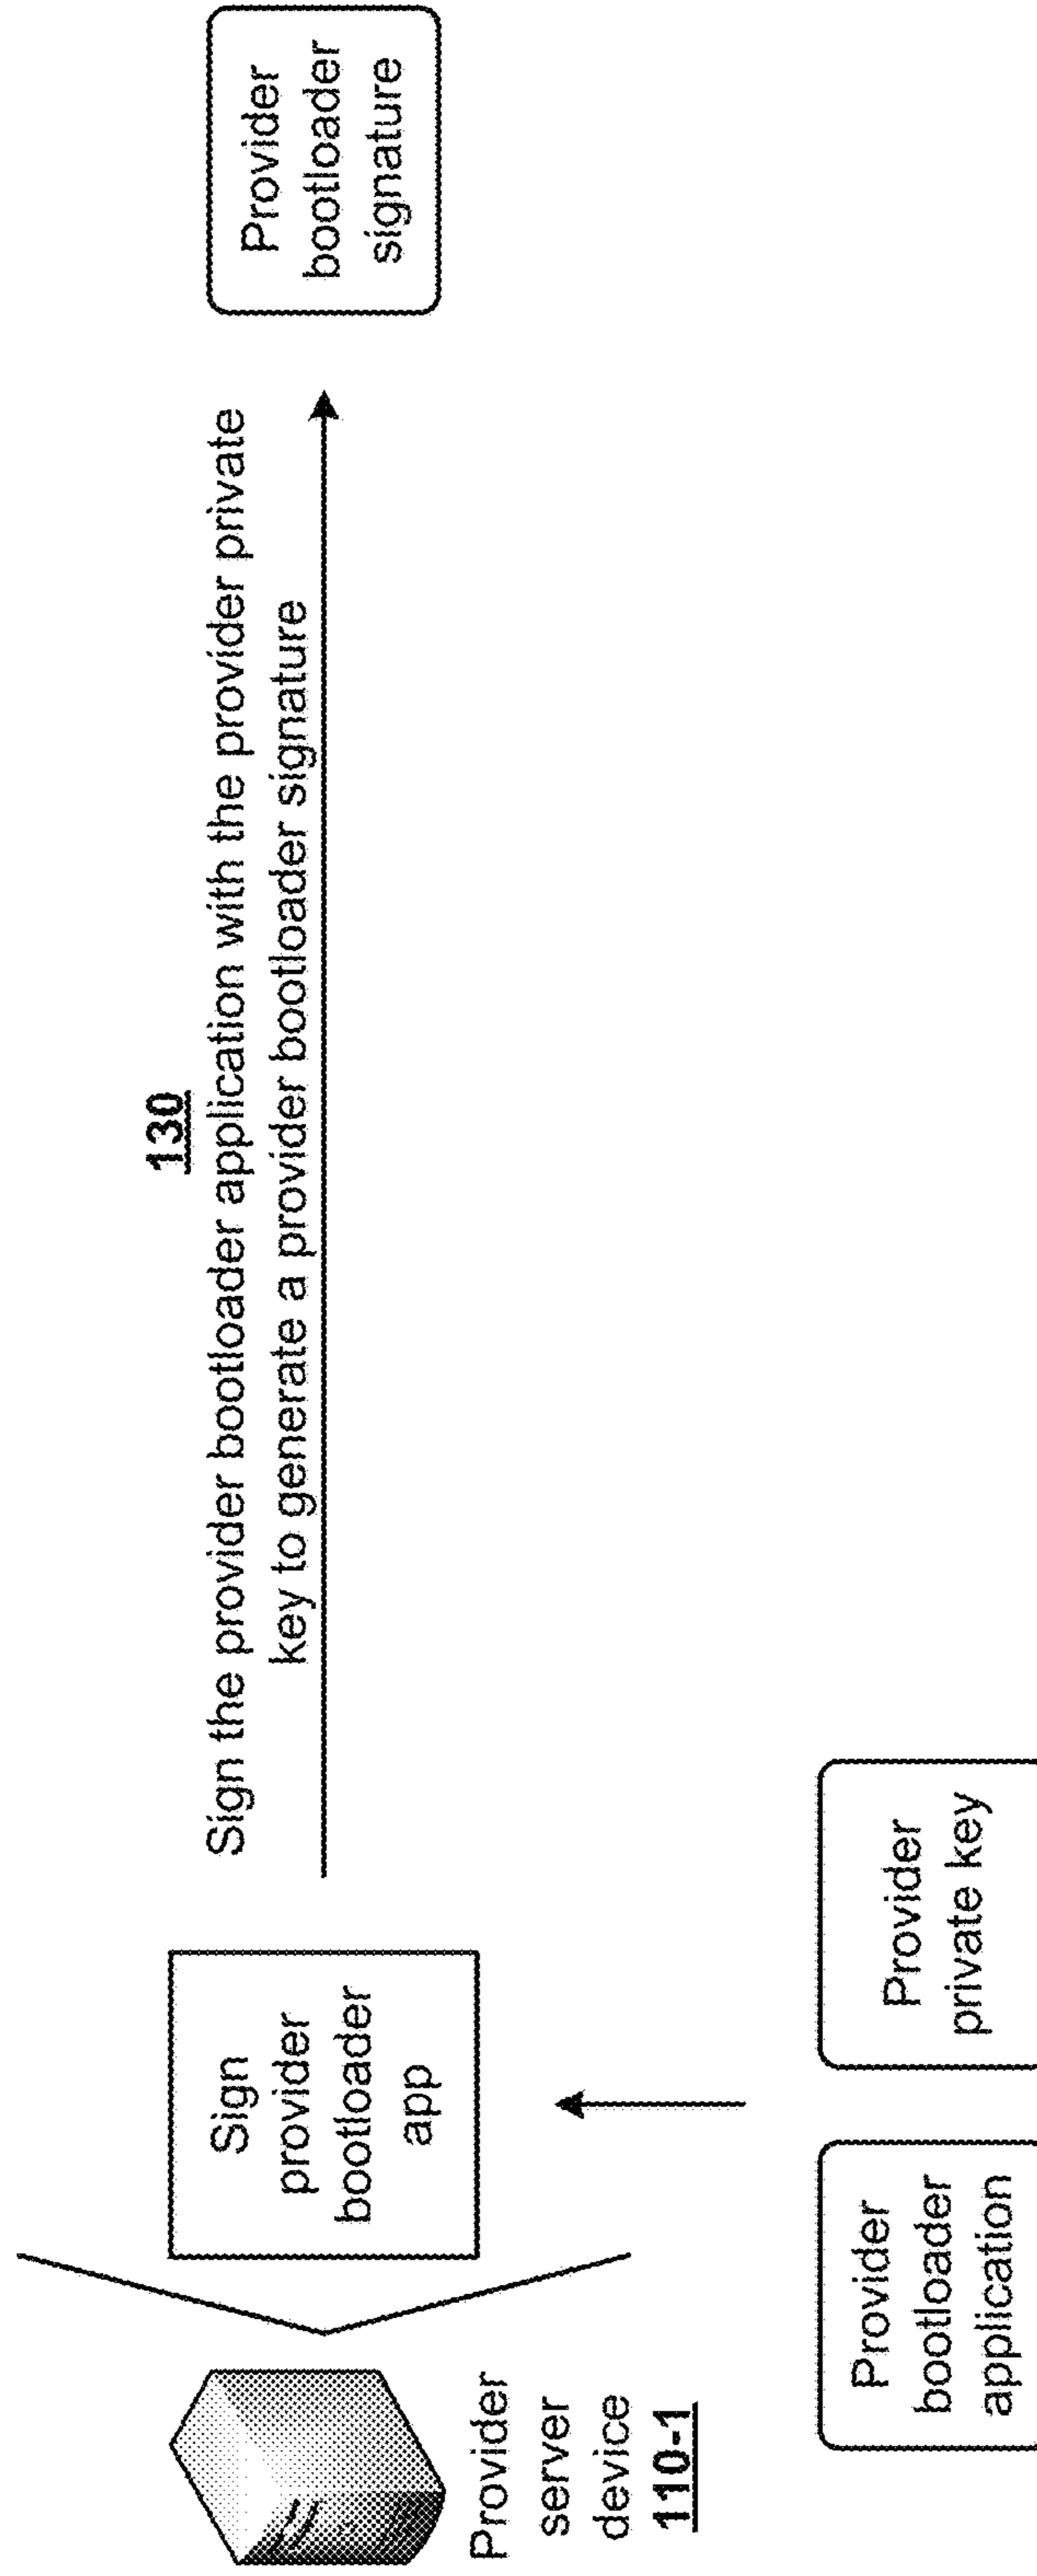 130
Sign the provider bootloader application with the provider private
key to generate a provider bootloader signature
Provider
bootloader
signature
Sign
provider
bootloader
app
Provider
server
device
110-1
Provider
bootloader
application
Provider
private key